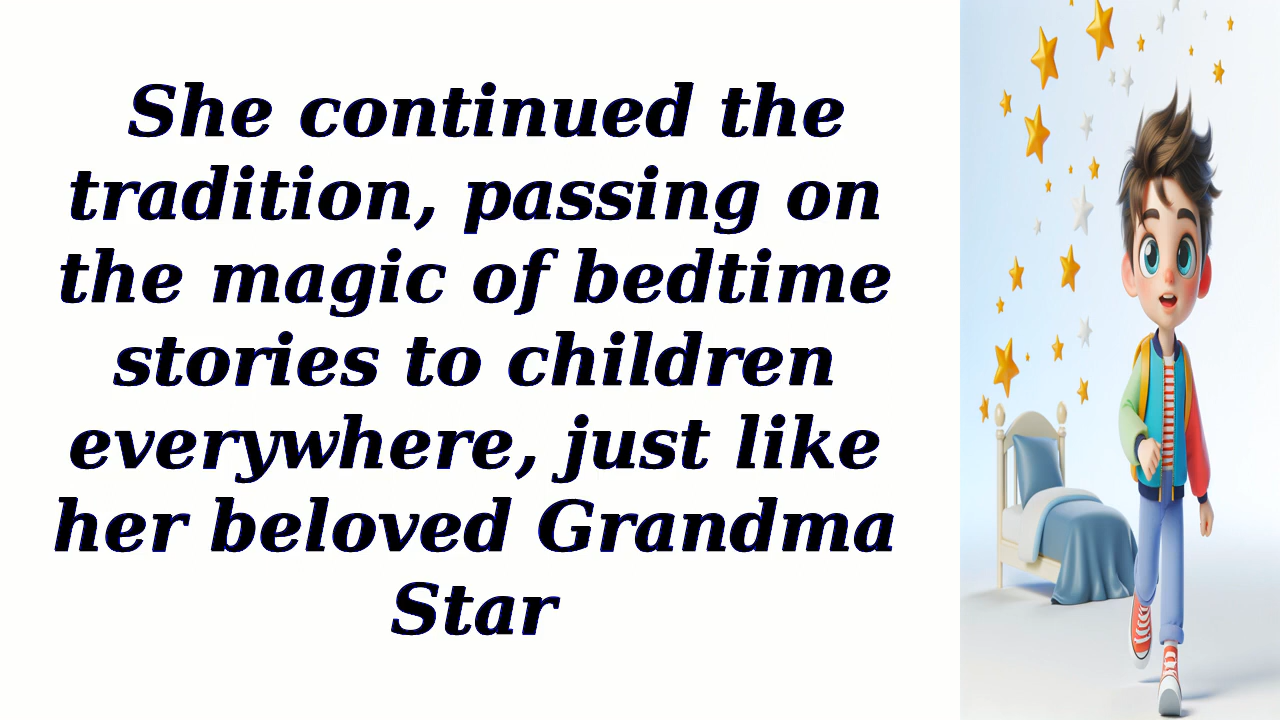 She continued the
tradition, passing on
the magic of bedtime
stories to children
everywhere, just like
her beloved Grandma
Star